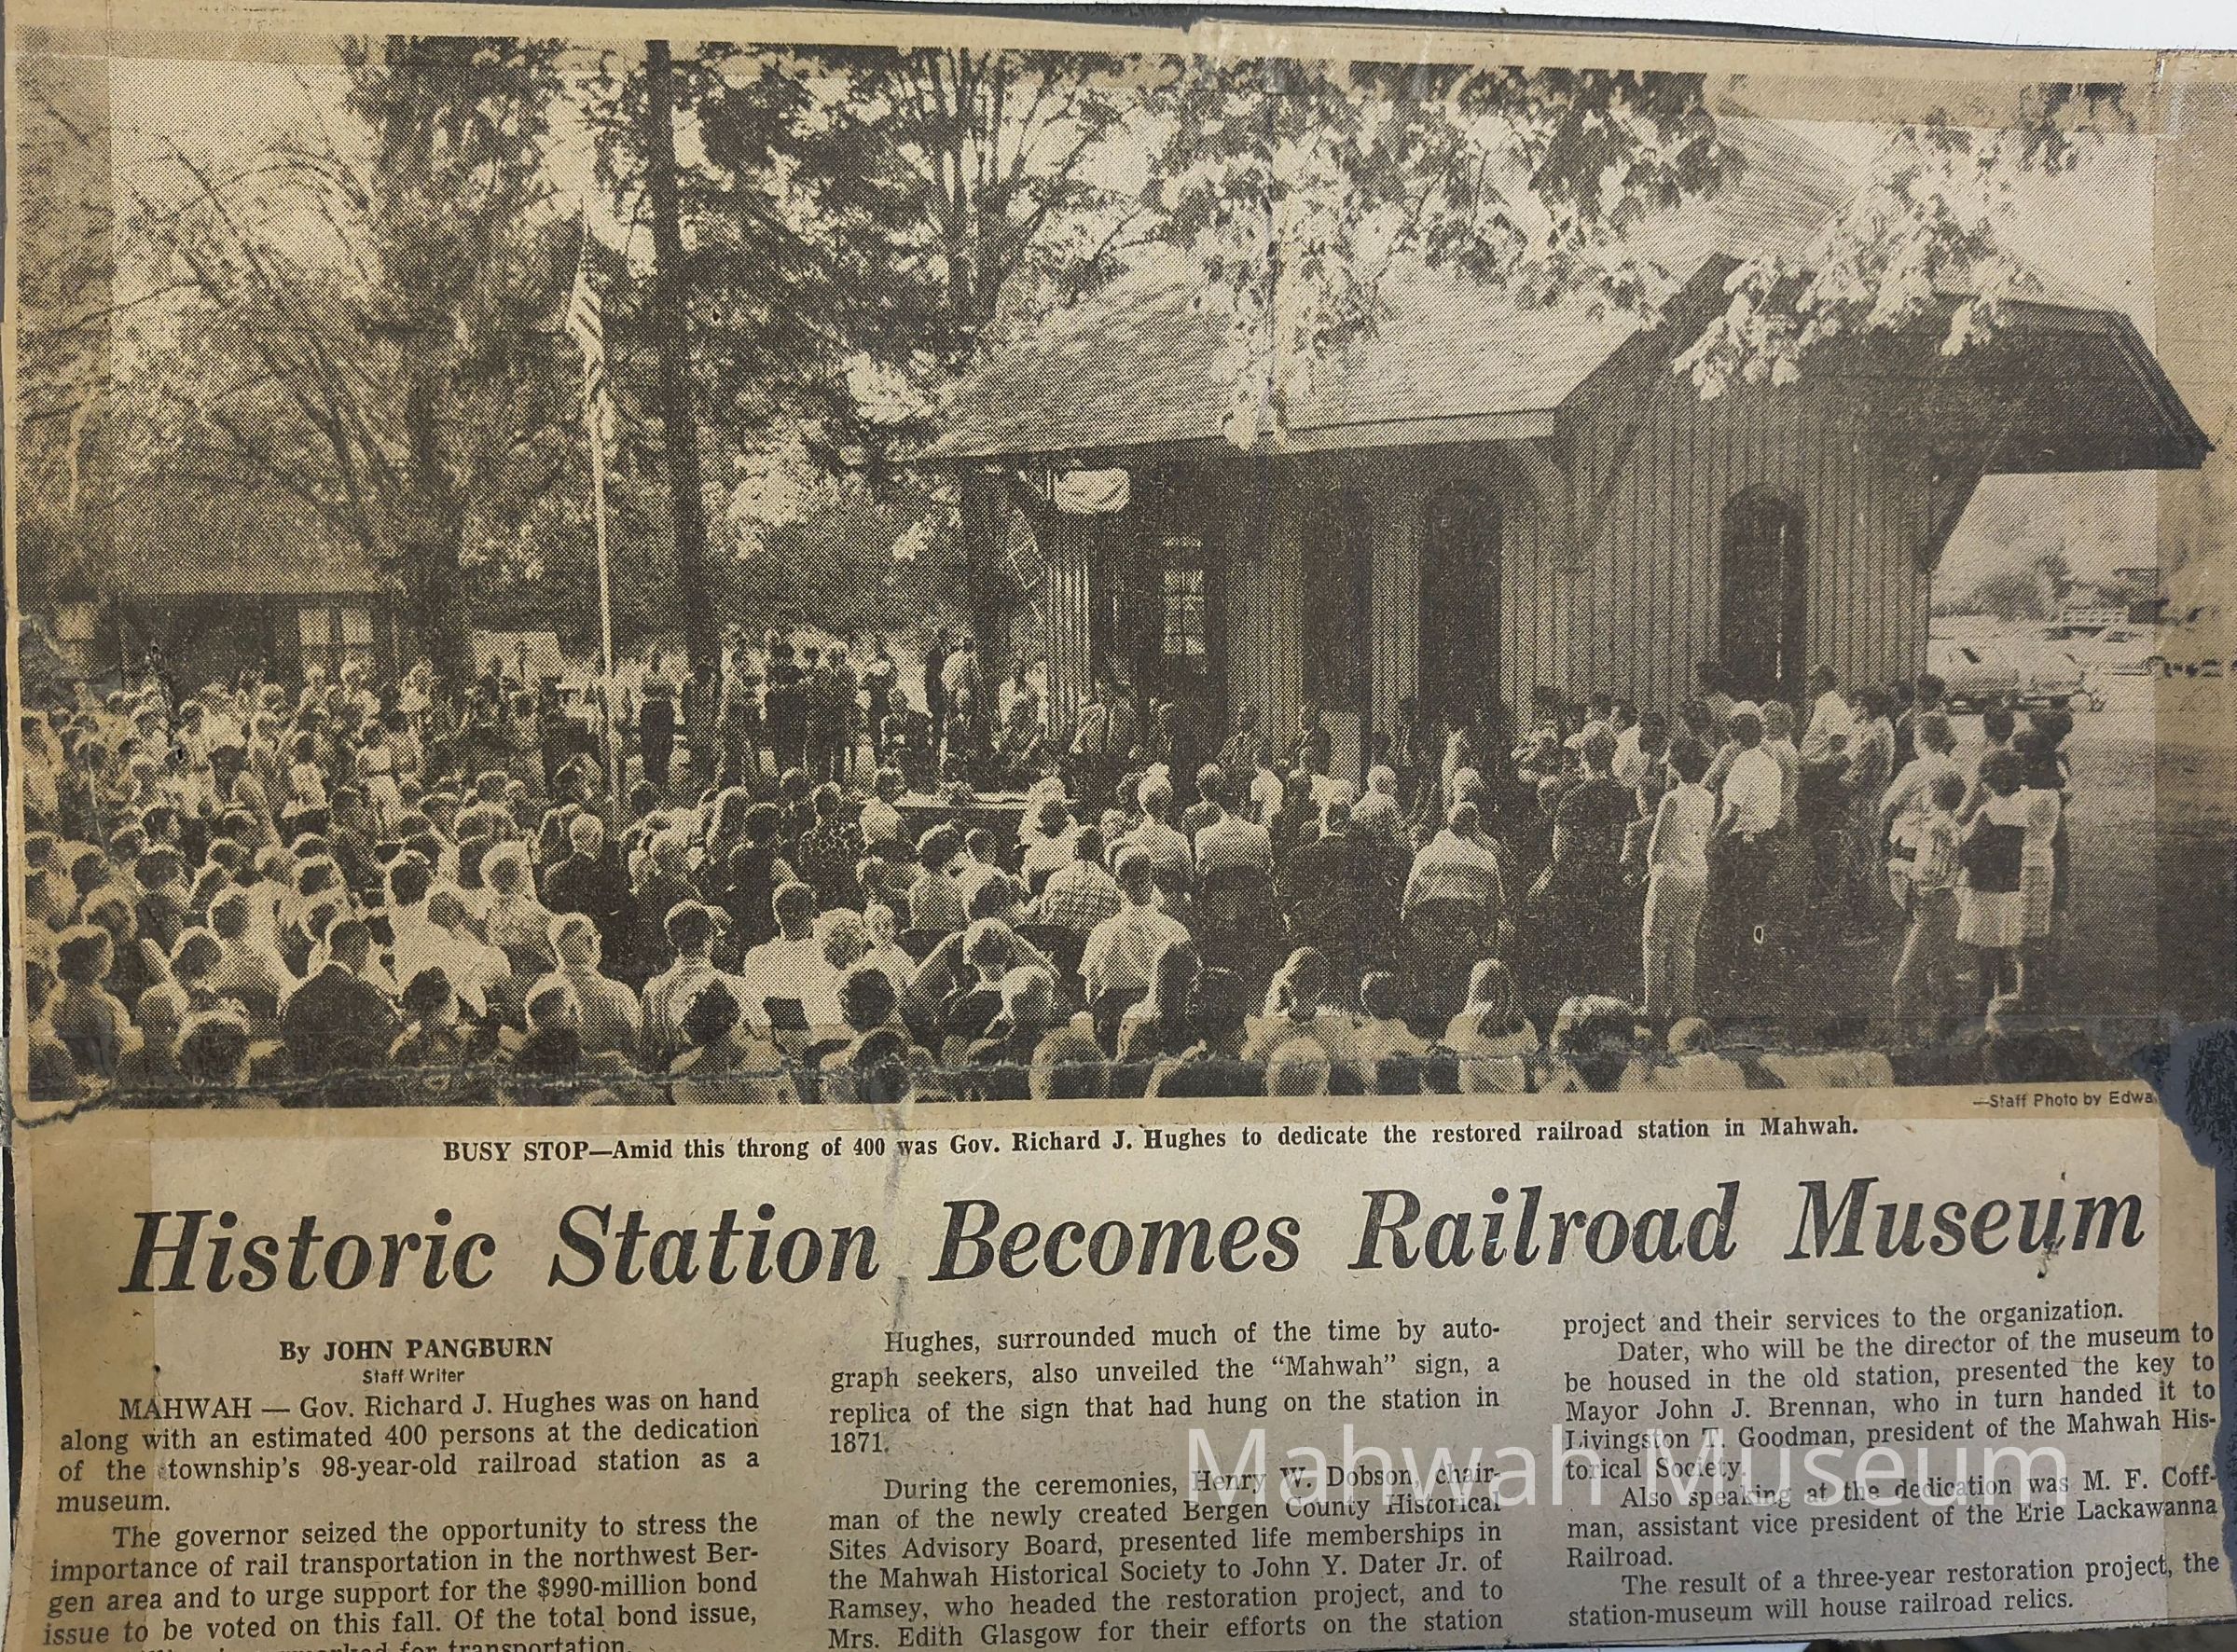 —Staff Photo by
BUSY STOP—Amid this throng of 400 was Gov. Richard J. Hughes to dedicate the restored railroad station in Mahwah.
Historic Station Becomes Railroad Museum
By JOHN PANGBURN
Staff Writer
MAHWAH — Gov. Richard J. Hughes was on hand
along with an estimated 400 persons at the dedication
of the township's 98-year-old railroad station as a
museum.
The governor seized the opportunity to stress the
importance of rail transportation in the northwest Ber-
gen area and to urge support for the $990-million bond
issue to be voted on this fall. Of the total bond issue,
for transportation.
Hughes, surrounded much of the time by auto-
graph seekers, also unveiled the “Mahwah” sign, a
replica of the sign that had hung on the station in
1871.
During the ceremonies, Henry W. Dobson, chair-
man of the newly created Bergen County Historical
Sites Advisory Board, presented life memberships in
the Mahwah Historical Society to John Y. Dater Jr. of
Ramsey, who headed the restoration project, and to
Mrs. Edith Glasgow for their efforts on the station
project and their services to the organization.
Dater, who will be the director of the museum to
be housed in the old station, presented the key to
Mayor John J. Brennan, who in turn handed it to
Livingston T. Goodman, president of the Mahwah His-
torical Society.
Also speaking at the dedication was M. F. Coff-
man, assistant vice president of the Erie Lackawanna
Railroad.
The result of a three-year restoration project, the
station-museum will house railroad relics.
Mahwah Museum